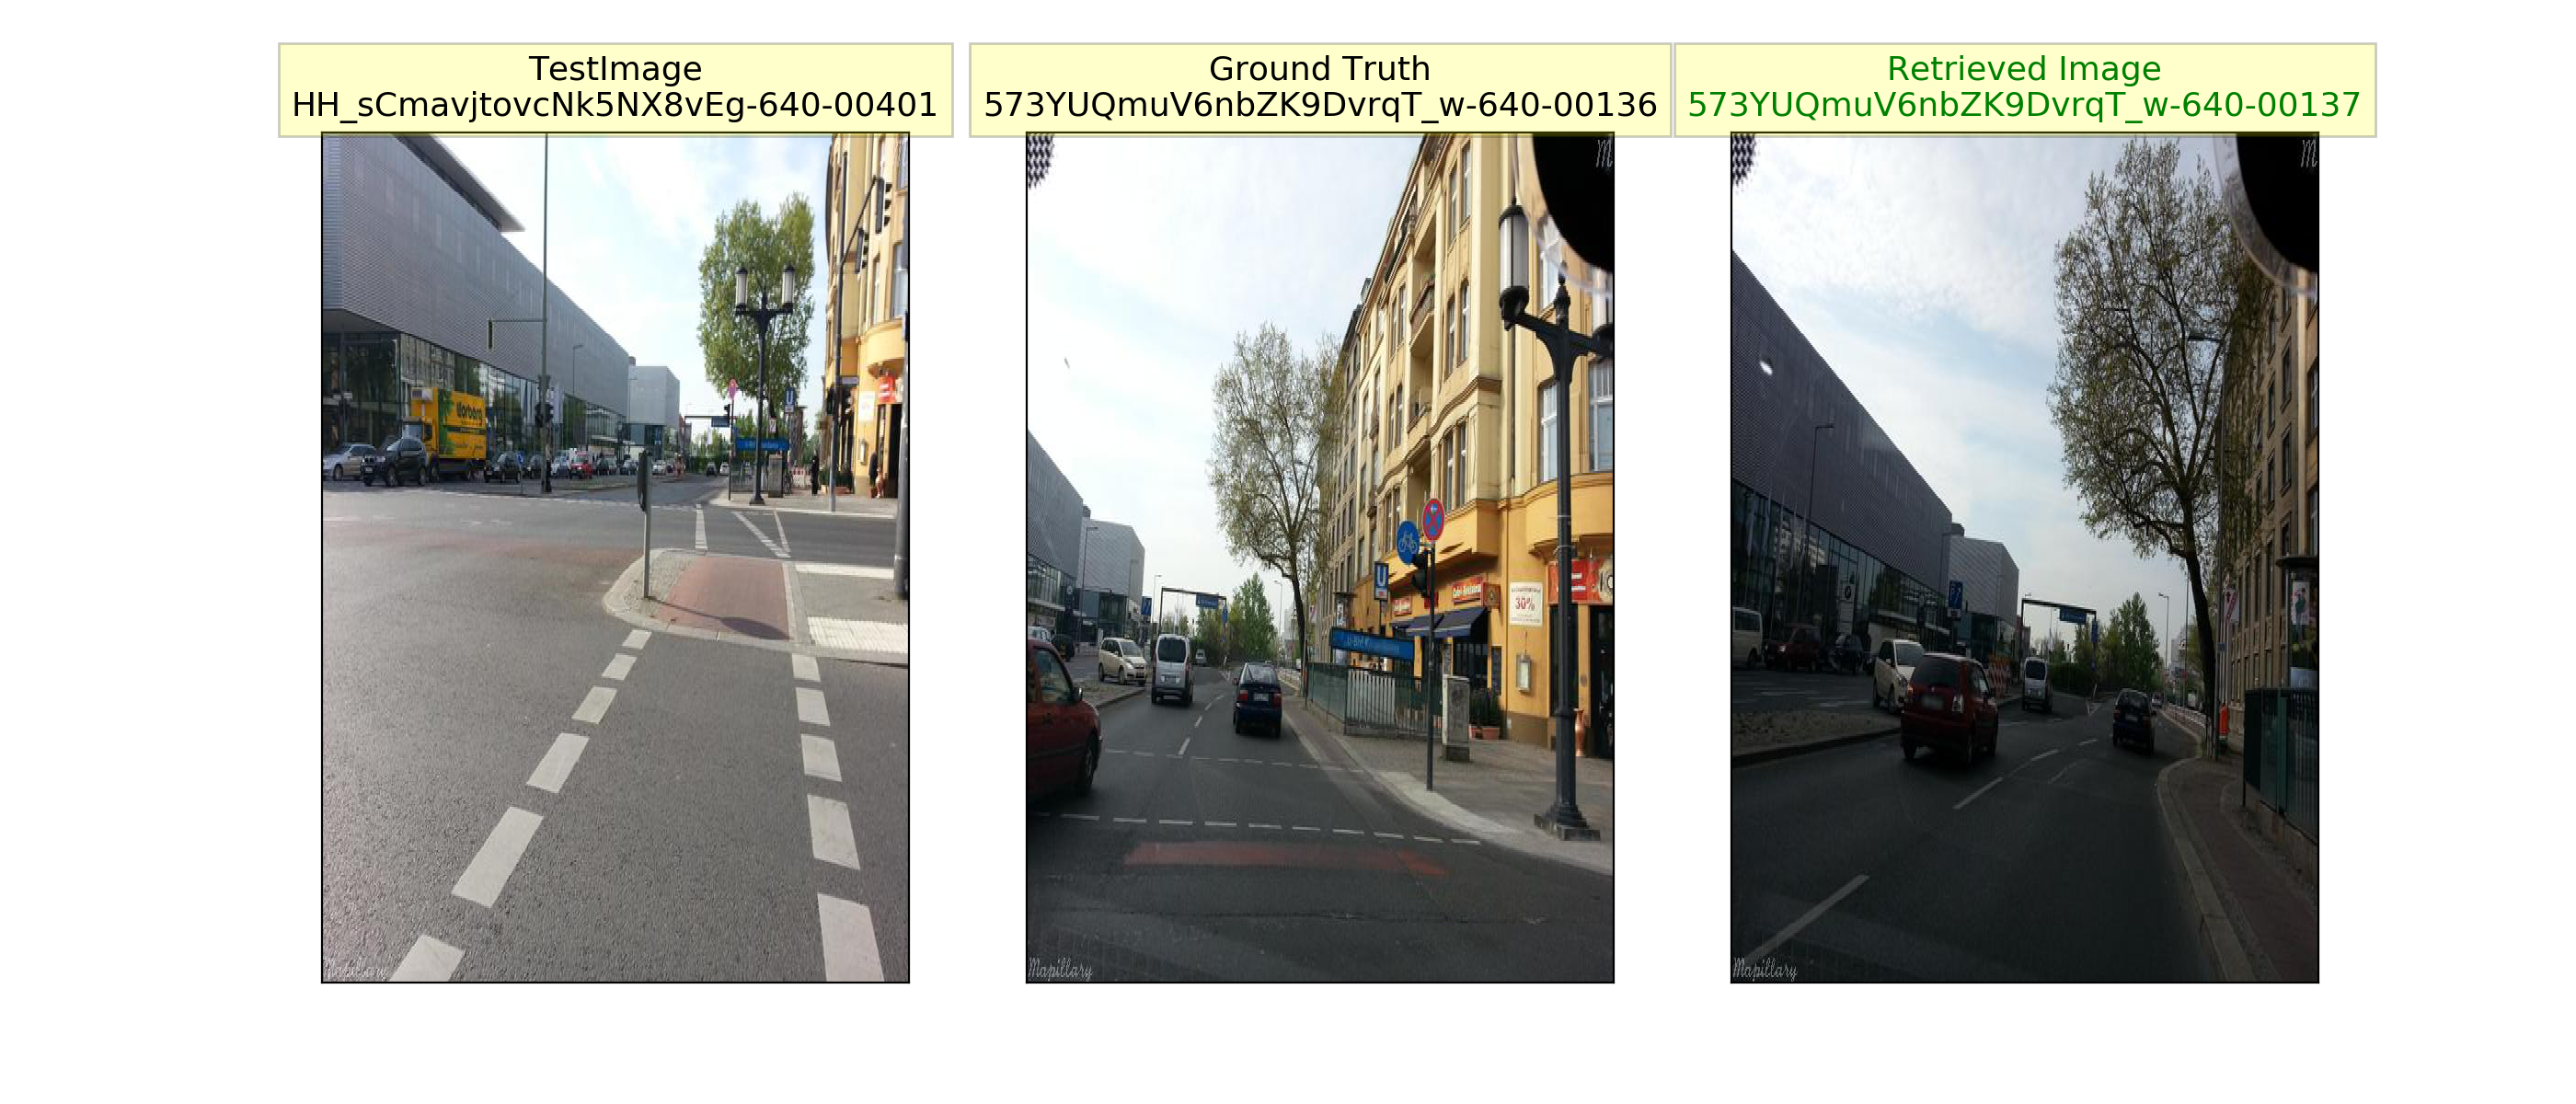 TestImage
HH_sCmavjtovcNk5NX8vEg-640-00401
Ground Truth
573YUQmuV6nbZK9DvrqT_w-640-00136
Retrieved Image
573YUQmuV6nbZK9DvrqT_w-640-00137
M
M
U
U
30%
Mapillary
Mapillary
Mapillary